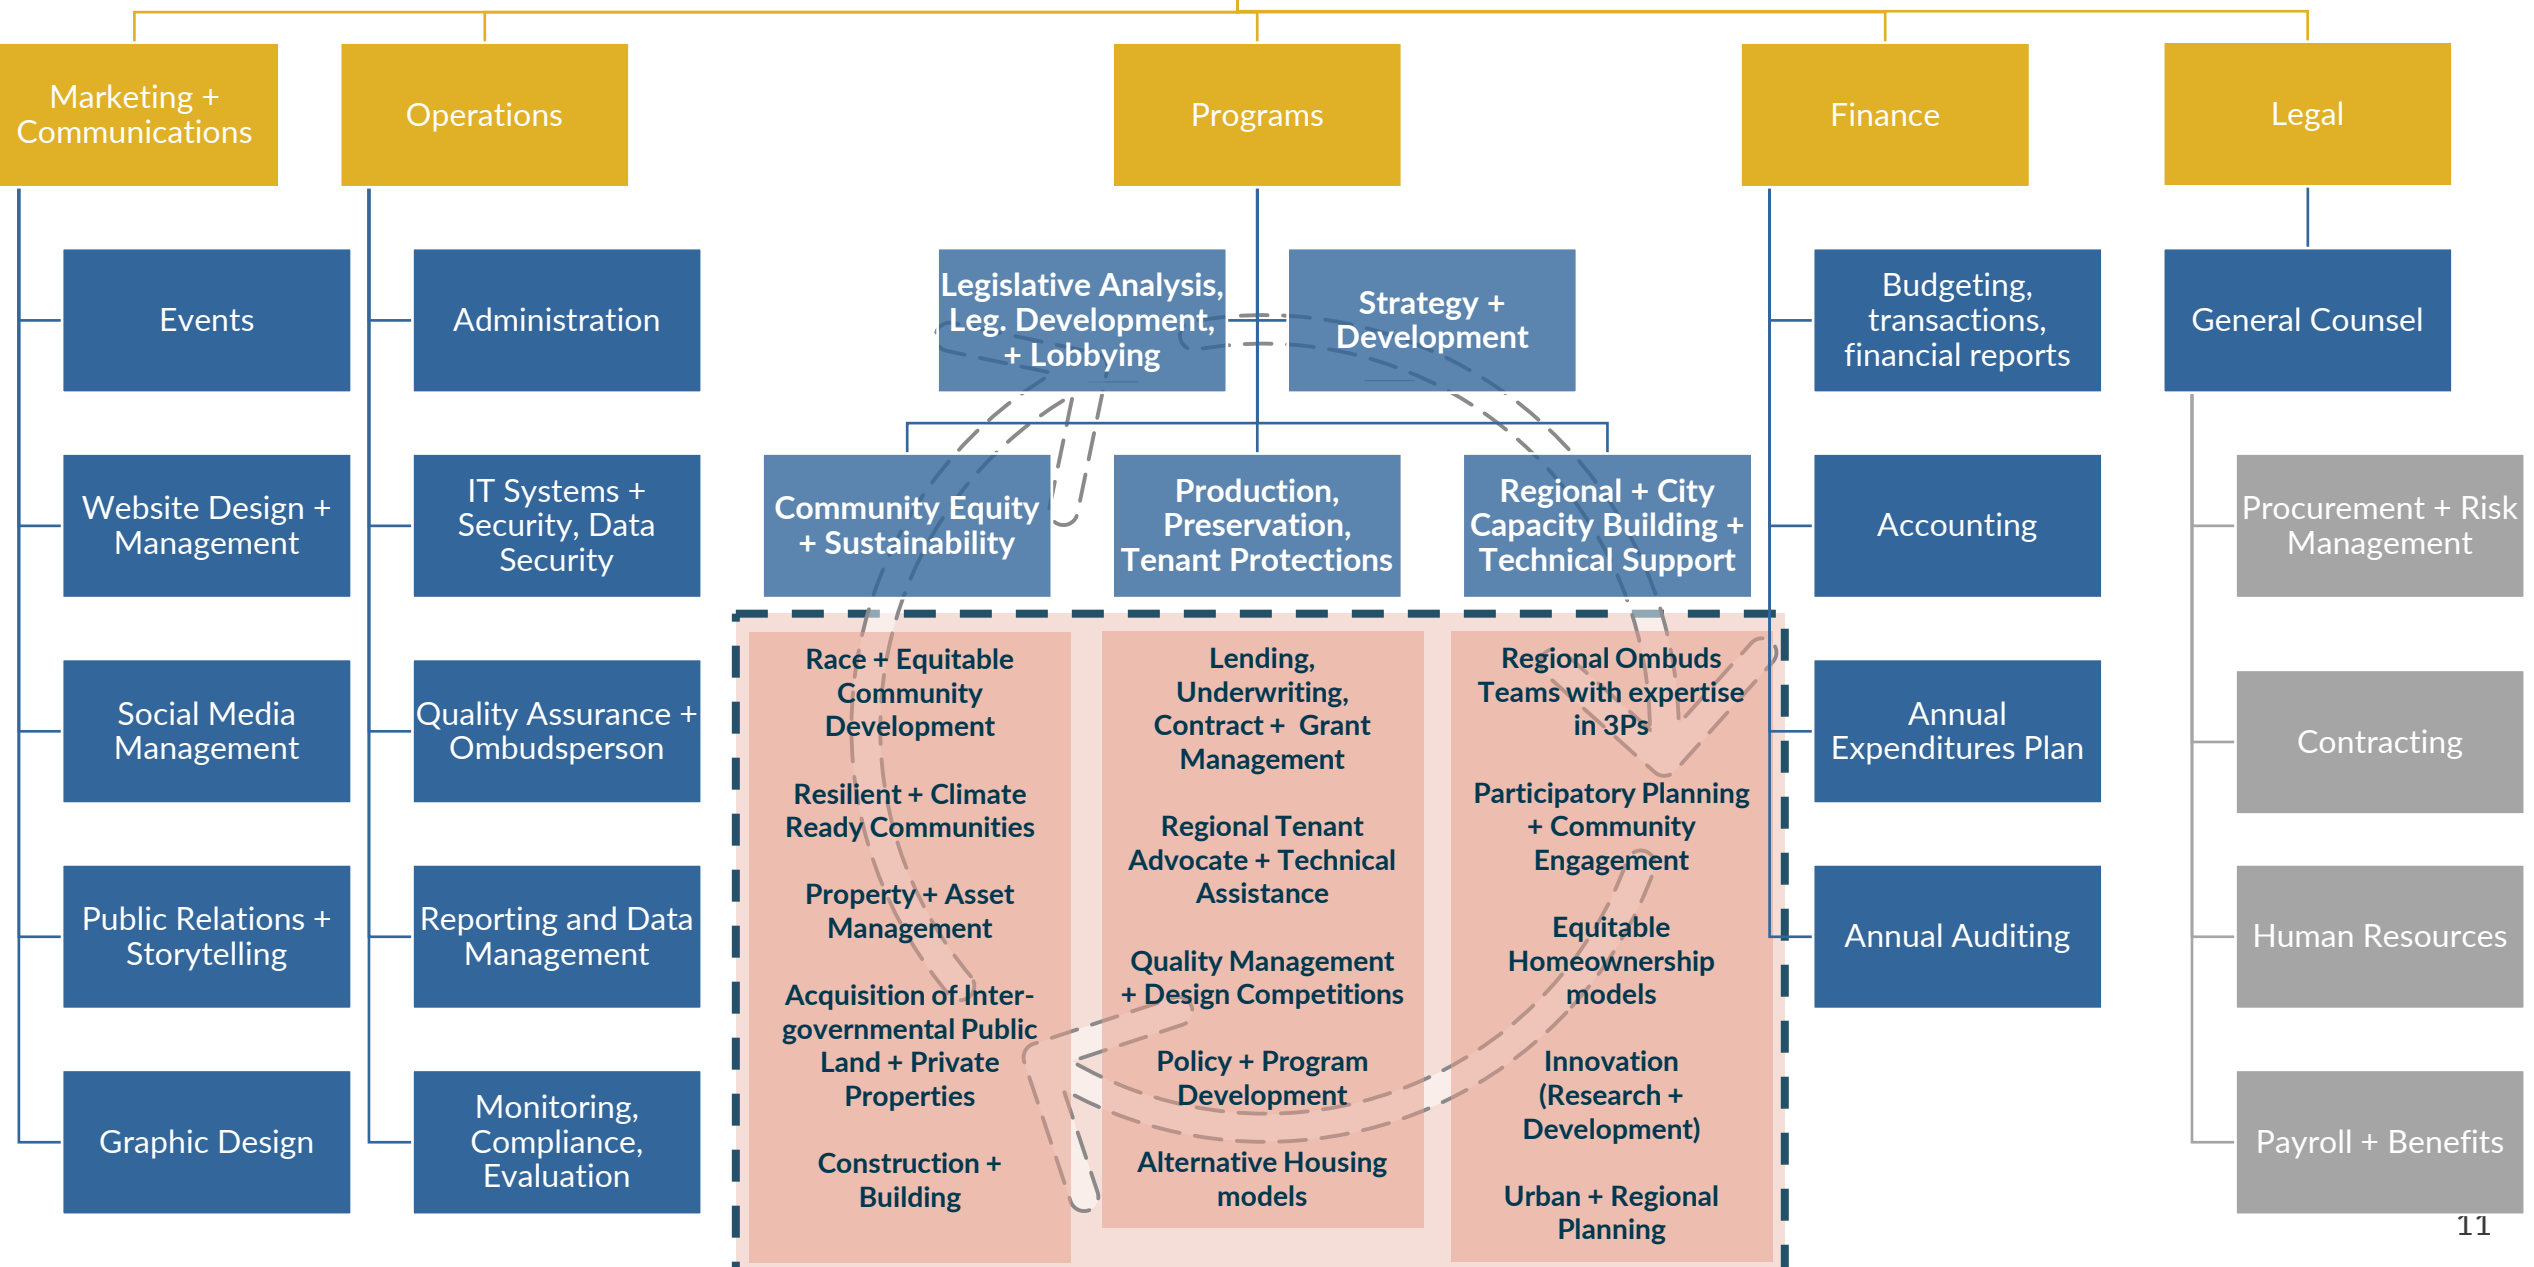 Marketing +
Communications
Operations
Programs
Finance
Legal
Events
Website Design +
Management
Social Media
Management
Public Relations +
Storytelling
Graphic Design
Administration
IT Systems +
Security, Data
Security
Quality Assurance +
Ombudsperson
Reporting and Data
Management
Monitoring,
Compliance,
Evaluation
Legislative Analysis,
Leg. Development,
+ Lobbying
Strategy +
Development
Community Equity
+ Sustainability
Production,
Preservation,
Tenant Protections
Regional + City
Capacity Building +
Technical Support
Race + Equitable
Community
Development
Resilient + Climate
Ready Communities
Property + Asset
Management
Acquisition of Inter-
governmental Public
Land + Private
Properties
Construction +
Building
Lending,
Underwriting,
Contract + Grant
Management
Regional Tenant
Advocate + Technical
Assistance
Quality Management
+ Design Competitions
Policy + Program
Development
Alternative Housing
models
Regional Ombuds
Teams with expertise
in 3Ps
Participatory Planning
+ Community
Engagement
Equitable
Homeownership
models
Innovation
(Research +
Development)
Urban + Regional
Planning
Budgeting,
transactions,
financial reports
Accounting
Annual
Expenditures Plan
Annual Auditing
General Counsel
Procurement + Risk
Management
Contracting
Human Resources
Payroll + Benefits
11